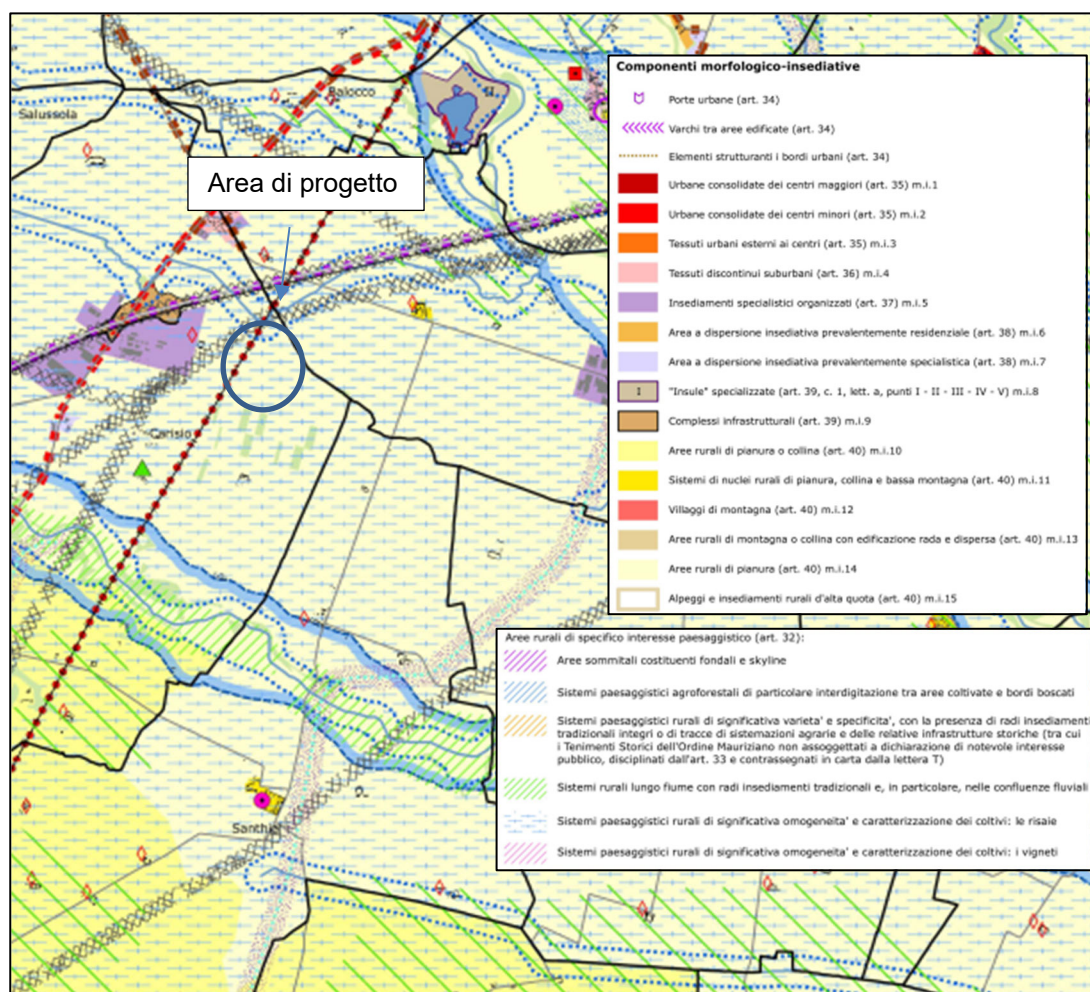 Salussola
Balocco
Area di progetto
Carisio
Santhià
Componenti morfologico-insediative
Porte urbane (art. 34)
Varchi tra aree edificate (art. 34)
Elementi strutturanti i bordi urbani (art. 34)
Urbane consolidate dei centri maggiori (art. 35) m.i.1
Urbane consolidate dei centri minori (art. 35) m.i.2
Tessuti urbani esterni ai centri (art. 35) m.i.3
Tessuti discontinui suburbani (art. 36) m.i.4
Insediamenti specialistici organizzati (art. 37) m.i.5
Area a dispersione insediativa prevalentemente residenziale (art. 38) m.i.6
Area a dispersione insediativa prevalentemente specialistica (art. 38) m.i.7
I "Insule" specializzate (art. 39, c. 1, lett. a, punti I - II - III - IV - V) m.i.8
Complessi infrastrutturali (art. 39) m.i.9
Aree rurali di pianura o collina (art. 40) m.i.10
Sistemi di nuclei rurali di pianura, collina e bassa montagna (art. 40) m.i.11
Villaggi di montagna (art. 40) m.i.12
Aree rurali di montagna o collina con edificazione rada e dispersa (art. 40) m.i.13
Aree rurali di pianura (art. 40) m.i.14
Alpeggi e insediamenti rurali d'alta quota (art. 40) m.i.15
Aree rurali di specifico interesse paesaggistico (art. 32):
Aree sommitali costituenti fondali e skyline
Sistemi paesaggistici agroforestali di particolare interdigitazione tra aree coltivate e bordi boscati
Sistemi paesaggistici rurali di significativa varieta' e specificita', con la presenza di radi insediamenti
tradizionali integri o di tracce di sistemazioni agrarie e delle relative infrastrutture storiche (tra cui
i Tenimenti Storici dell'Ordine Mauriziano non assoggettati a dichiarazione di notevole interesse
pubblico, disciplinati dall'art. 33 e contrassegnati in carta dalla lettera T)
Sistemi rurali lungo fiume con radi insediamenti tradizionali e, in particolare, nelle confluenze fluviali
Sistemi paesaggistici rurali di significativa omogeneita' e caratterizzazione dei coltivi: le risaie
Sistemi paesaggistici rurali di significativa omogeneita' e caratterizzazione dei coltivi: i vigneti